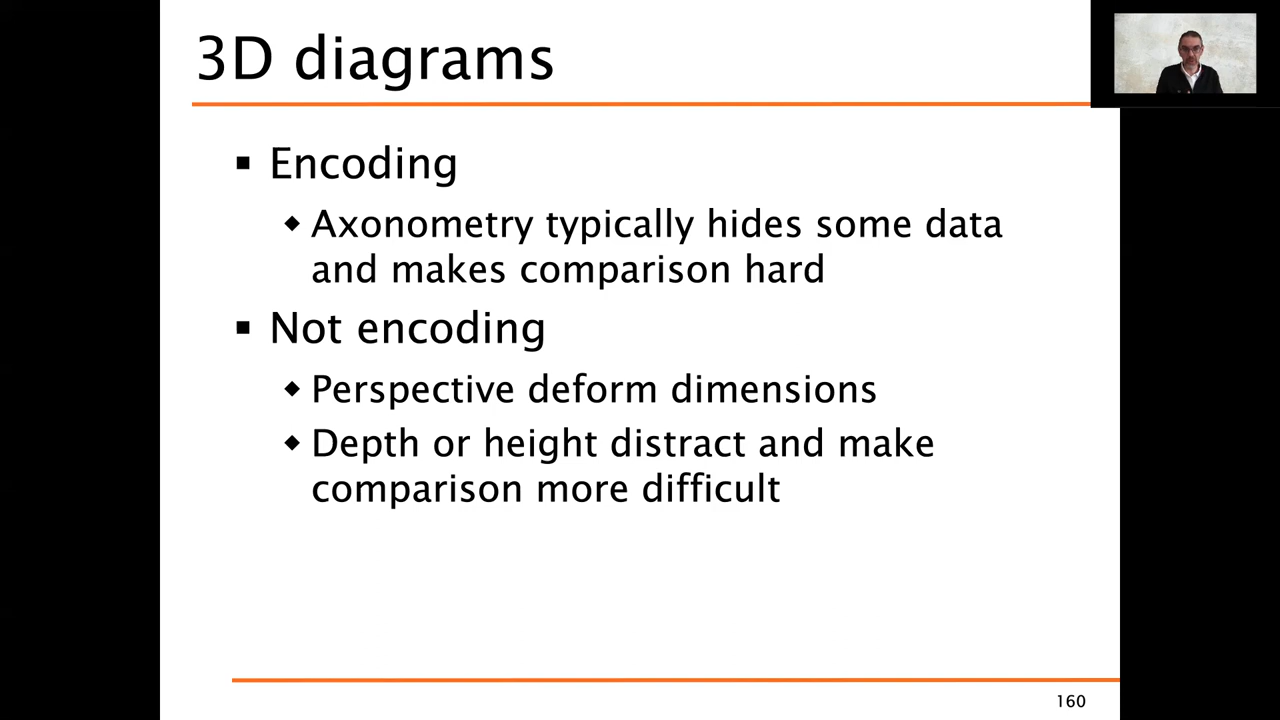 3D diagrams
▪ Encoding
◆ Axonometry typically hides some data
and makes comparison hard
▪ Not encoding
◆ Perspective deform dimensions
◆ Depth or height distract and make
comparison more difficult
160